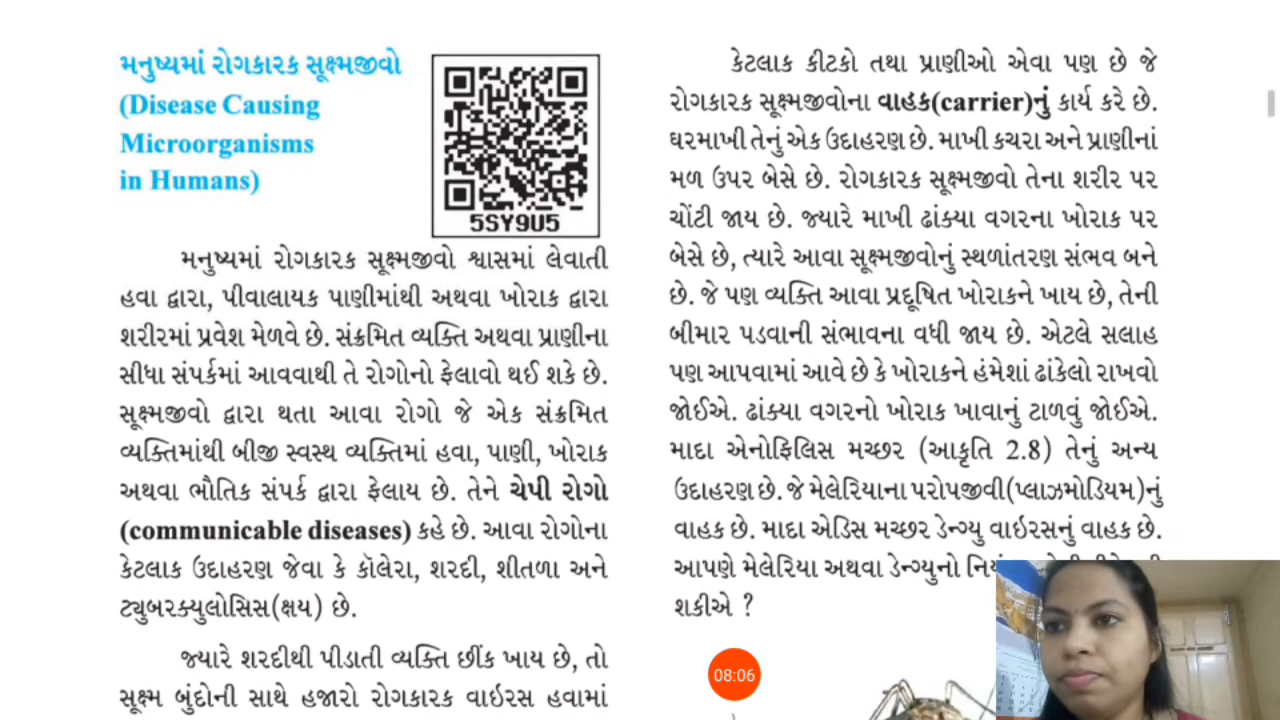 મનુષ્યમાં રોગકારક સૂક્ષ્મજીવો
(Disease Causing
Microorganisms
in Humans)
5SY9U5
મનુષ્યમાં રોગકારક સૂક્ષ્મજીવો શ્વાસમાં લેવાતી
હવા દ્વારા, પીવાલાયક પાણીમાંથી અથવા ખોરાક દ્વારા
શરીરમાં પ્રવેશ મેળવે છે. સંક્રમિત વ્યક્તિ અથવા પ્રાણીના
સીધા સંપર્કમાં આવવાથી તે રોગોનો ફેલાવો થઈ શકે છે.
સૂક્ષ્મજીવો દ્વારા થતા આવા રોગો જે એક સંક્રમિત
વ્યક્તિમાંથી બીજી સ્વસ્થ વ્યક્તિમાં હવા, પાણી, ખોરાક
અથવા ભૌતિક સંપર્ક દ્વારા ફેલાય છે. તેને ચેપી રોગો
(communicable diseases) કહે છે. આવા રોગોના
કેટલાક ઉદાહરણ જેવા કે કૉલેરા, શરદી, શીતળા અને
ટ્યુબરક્યુલોસિસ(ક્ષય) છે.
જ્યારે શરદીથી પીડાતી વ્યક્તિ છીંક ખાય છે, તો
સૂક્ષ્મ બુંદોની સાથે હજારો રોગકારક વાઇરસ હવામાં
કેટલાક કીટકો તથા પ્રાણીઓ એવા પણ છે જે
રોગકારક સૂક્ષ્મજીવોના વાહક(carrier)નું કાર્ય કરે છે.
ઘરમાખી તેનું એક ઉદાહરણ છે. માખી કચરા અને પ્રાણીનાં
મળ ઉપર બેસે છે. રોગકારક સૂક્ષ્મજીવો તેના શરીર પર
ચોંટી જાય છે. જ્યારે માખી ઢાંક્યા વગરના ખોરાક પર
બેસે છે, ત્યારે આવા સૂક્ષ્મજીવોનું સ્થળાંતરણ સંભવ બને
છે. જે પણ વ્યક્તિ આવા પ્રદૂષિત ખોરાકને ખાય છે, તેની
બીમાર પડવાની સંભાવના વધી જાય છે. એટલે સલાહ
પણ આપવામાં આવે છે કે ખોરાકને હંમેશાં ઢાંકેલો રાખવો
જોઈએ. ઢાંક્યા વગરનો ખોરાક ખાવાનું ટાળવું જોઈએ.
માદા એનોફિલિસ મચ્છર (આકૃતિ 2.8) તેનું અન્ય
ઉદાહરણ છે. જે મેલેરિયાના પરોપજીવી(પ્લાઝમોડિયમ)નું
વાહક છે. માદા એડિસ મચ્છર ડેન્ગ્યુ વાઇરસનું વાહક છે.
આપણે મેલેરિયા અથવા ડેન્ગ્યુનો
શકીએ ?
08:06